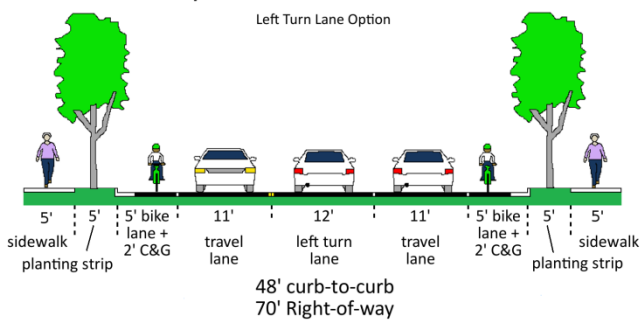 Left Turn Lane Option
5' 5' 5' bike 11' 12' 11' 5' bike 5' 5'
sidewalk lane + travel left turn travel lane + sidewalk
planting strip 2' C&G lane lane lane 2' C&G planting strip
48' curb-to-curb
70' Right-of-way